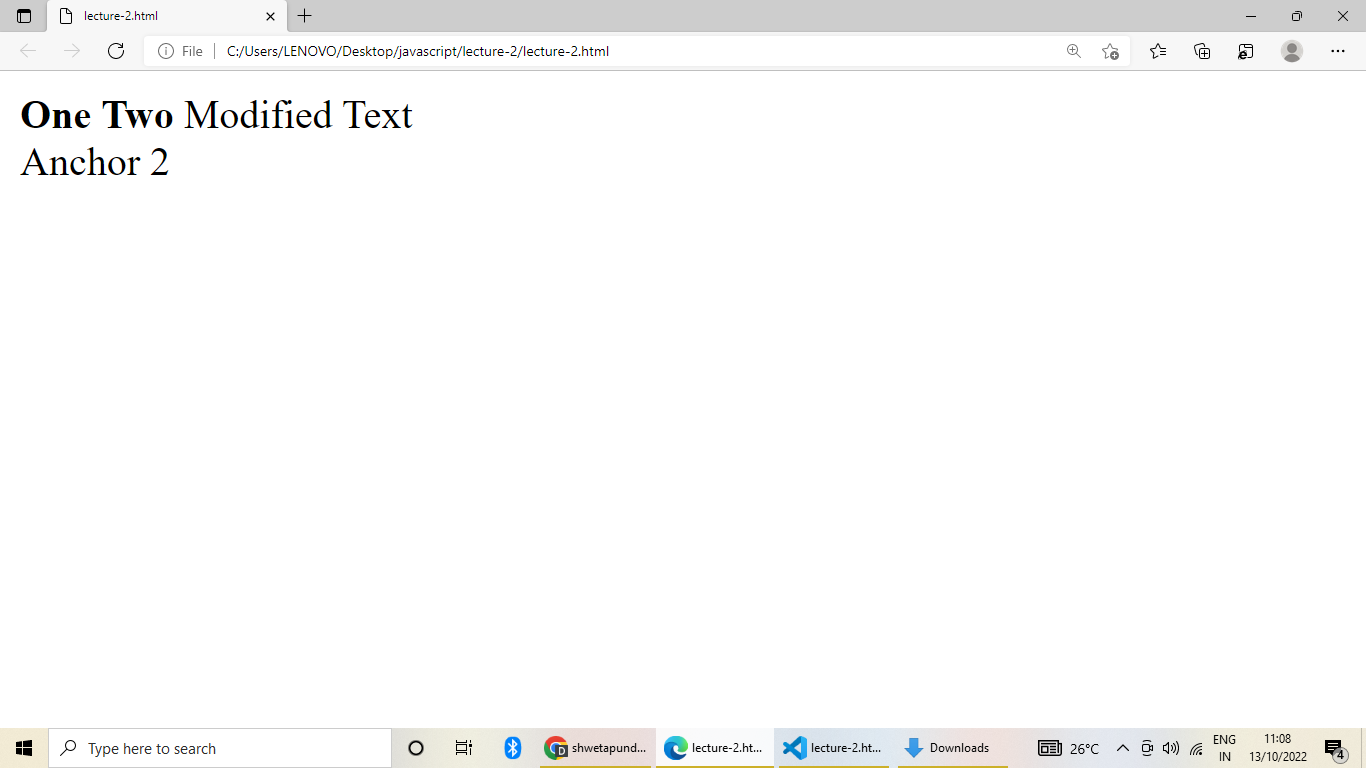 lecture-2.html
File C:/Users/LENOVO/Desktop/javascript/lecture-2/lecture-2.html
One Two Modified Text
Anchor 2
Type here to search
D
shwetapund...
lecture-2.ht...
lecture-2.ht...
Downloads
26°C
ENG
IN
11:08
13/10/2022
4